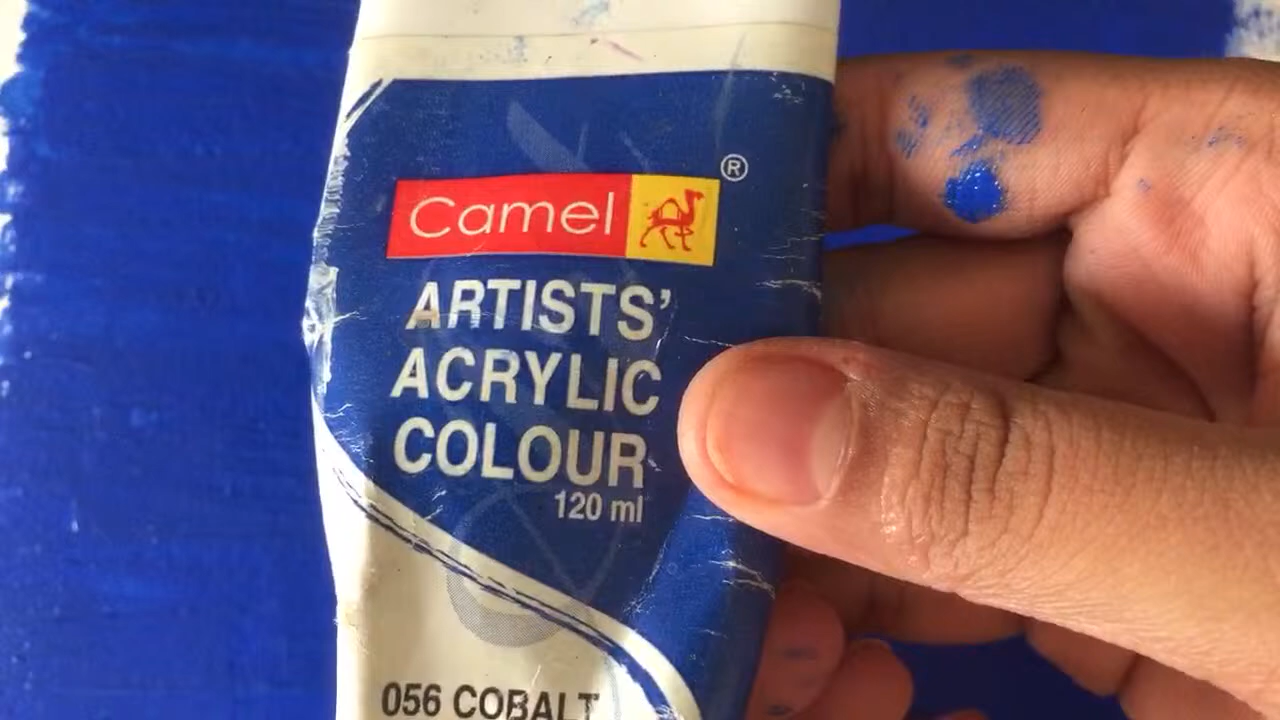 Camel ®
ARTISTS’
ACRYLIC
COLOUR
120 ml
056 COBALT